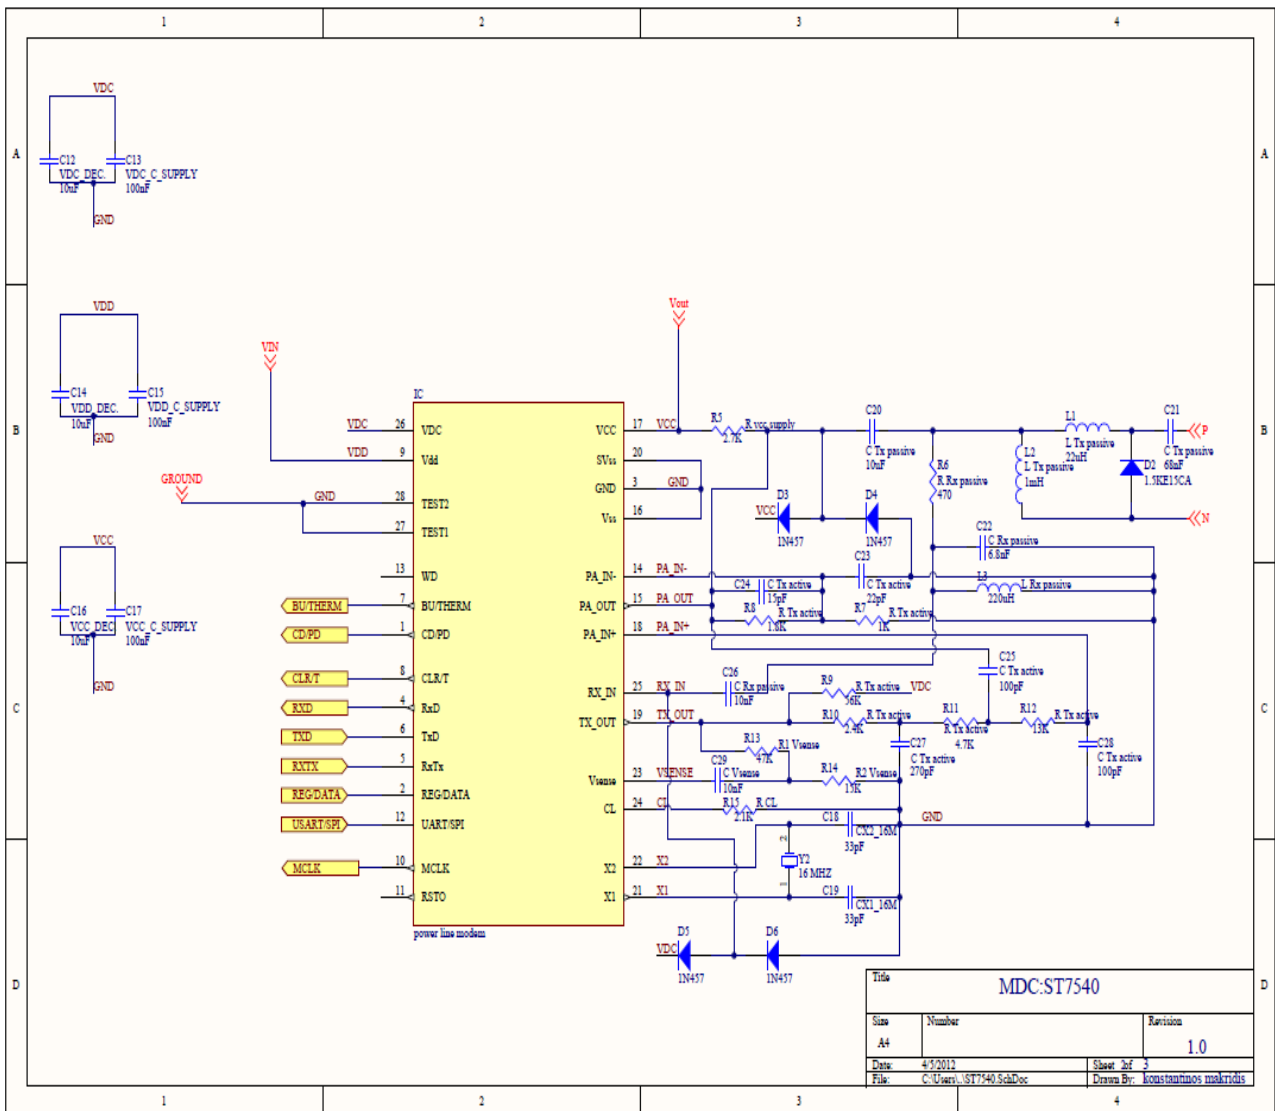 1 2 3 4
A A
B B
C C
D D
VDC
C12
VDC_DEC.
10uF
C13
VDC_C_SUPPLY
100nF
GND
VDD
C14
VDD_DEC.
10uF
C15
VDD_C_SUPPLY
100nF
GND
VCC
C16
VCC_DEC
10uF
C17
VCC_C_SUPPLY
100nF
GND
VIN
GROUND
GND
VDC
VDD
BU/THERM
CD/PD
CLR/T
RXD
TXD
RXTX
REG/DATA
USART/SPI
MCLK
IC
26 VDC
9 Vdd
28 TEST2
27 TEST1
13 WD
7 BU/THERM
1 CD/PD
8 CLR/T
4 RxD
6 TxD
5 RxTx
2 REG/DATA
12 UART/SPI
10 MCLK
11 RSTO
power line modem
VCC 17 VCC
SVss 20
GND 3 GND
Vss 16
PA_IN- 14 PA_IN-
PA_OUT 15 PA_OUT
PA_IN+ 18 PA_IN+
RX_IN 25 RX_IN
TX_OUT 19 TX_OUT
Vsense 23 VSENSE
CL 24 CL
X2 22 X2
X1 21 X1
Vout
R5
R vcc supply
2.7K
C20
C Tx passive
10uF
R6
R Rx passive
470
L1
L Tx passive
22uH
L2
L Tx passive
1mH
C21
C Tx passive
68nF
D2
1.5KE15CA
P
N
VCC
D3
1N457
D4
1N457
C22
C Rx passive
6.8nF
C23
C Tx active
22pF
C24
C Tx active
15pF
L3
L Rx passive
220uH
R8
R Tx active
1.8K
R7
R Tx active
1K
C25
C Tx active
100pF
C26
C Rx passive
10nF
R9
R Tx active
56K
VDC
R10
R Tx active
2.4K
R11
R Tx active
4.7K
R12
R Tx active
13K
C27
C Tx active
270pF
C28
C Tx active
100pF
R13
R1 Vsense
47K
C29
C Vsense
10nF
R14
R2 Vsense
15K
R15
R CL
2.1K
GND
C18
CX2_16M
33pF
2
Y2
16 MHZ
1
C19
CX1_16M
33pF
VDC
D5
1N457
D6
1N457
Title
MDC:ST7540
Size
A4
Number
Revision
1.0
Date: 4/5/2012
Sheet 2of 3
File: C:\Users\..\ST7540.SchDoc
Drawn By: konstantinos makridis
1 2 3 4